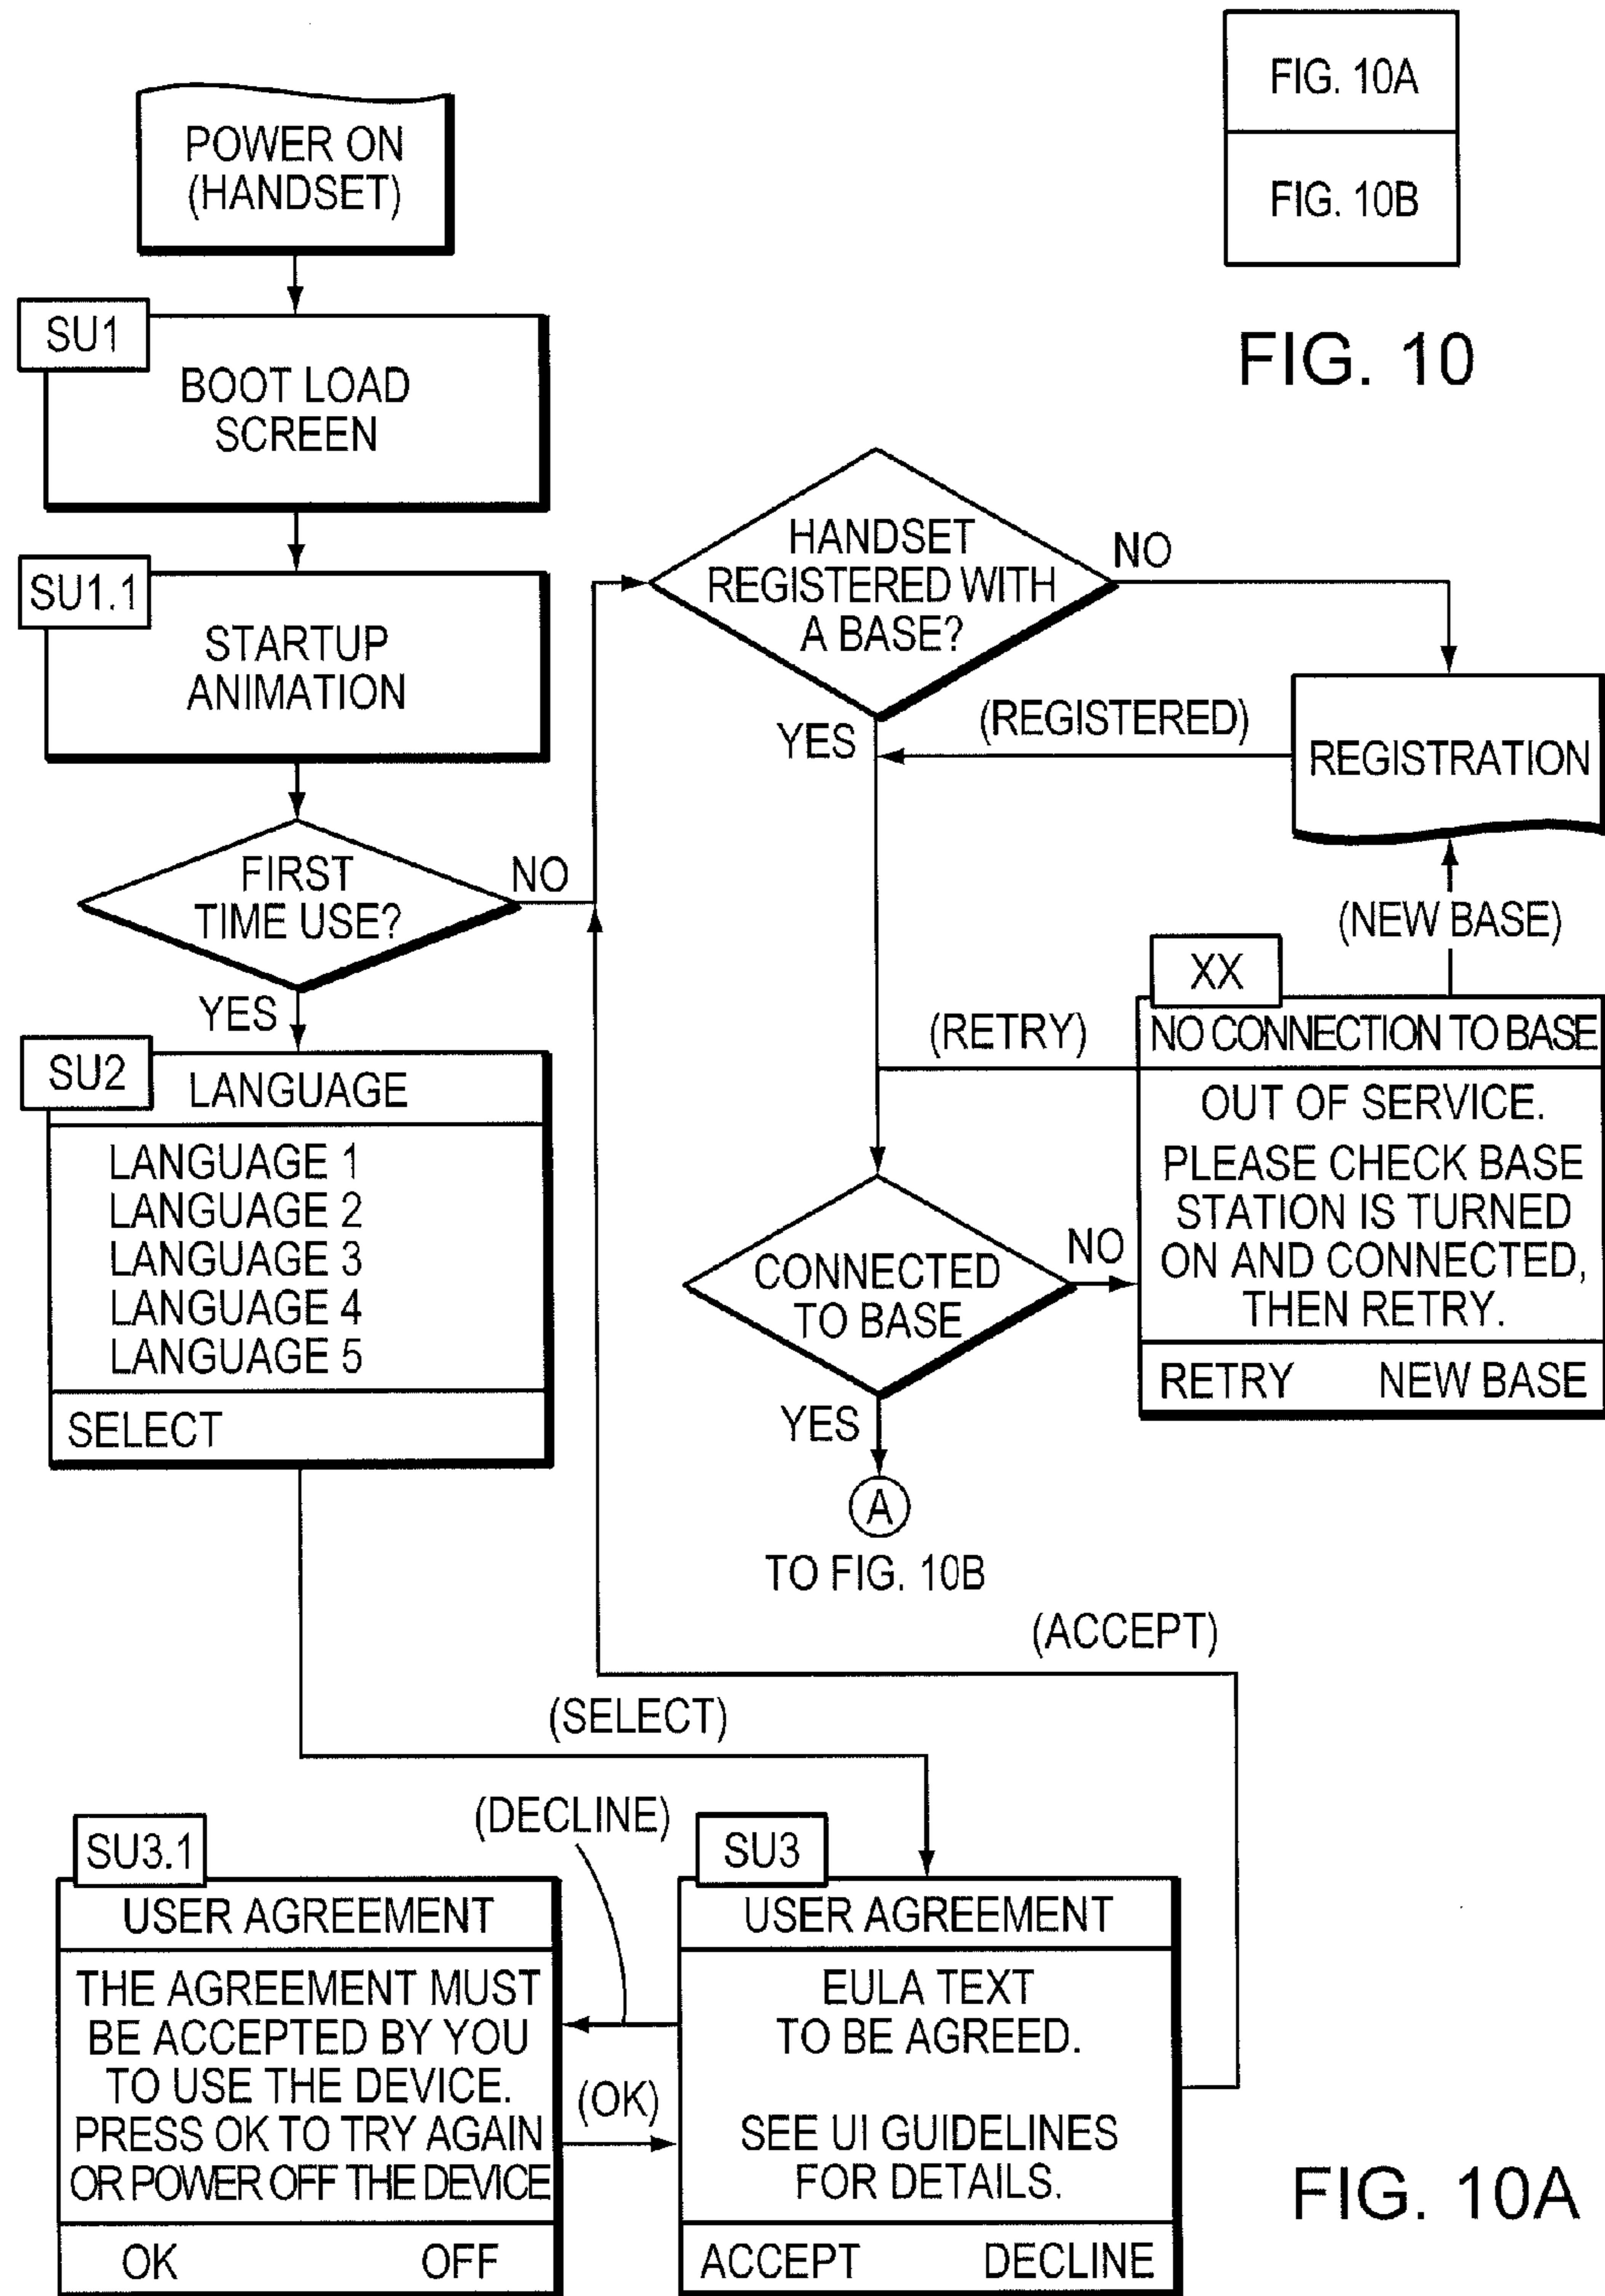 FIG. 10A
FIG. 10B
FIG. 10
POWER ON
(HANDSET)
SU1
BOOT LOAD
SCREEN
SU1.1
STARTUP
ANIMATION
FIRST
TIME USE?
NO
YES
SU2
LANGUAGE
LANGUAGE 1
LANGUAGE 2
LANGUAGE 3
LANGUAGE 4
LANGUAGE 5
SELECT
HANDSET
REGISTERED WITH
A BASE?
NO
YES
(REGISTERED)
REGISTRATION
(NEW BASE)
XX
NO CONNECTION TO BASE
OUT OF SERVICE.
PLEASE CHECK BASE
STATION IS TURNED
ON AND CONNECTED,
THEN RETRY.
RETRY NEW BASE
(RETRY)
CONNECTED
TO BASE
NO
YES
A
TO FIG. 10B
(ACCEPT)
(SELECT)
(DECLINE)
SU3.1
USER AGREEMENT
THE AGREEMENT MUST
BE ACCEPTED BY YOU
TO USE THE DEVICE.
PRESS OK TO TRY AGAIN
OR POWER OFF THE DEVICE
OK OFF
(OK)
SU3
USER AGREEMENT
EULA TEXT
TO BE AGREED.
SEE UI GUIDELINES
FOR DETAILS.
ACCEPT DECLINE
FIG. 10A